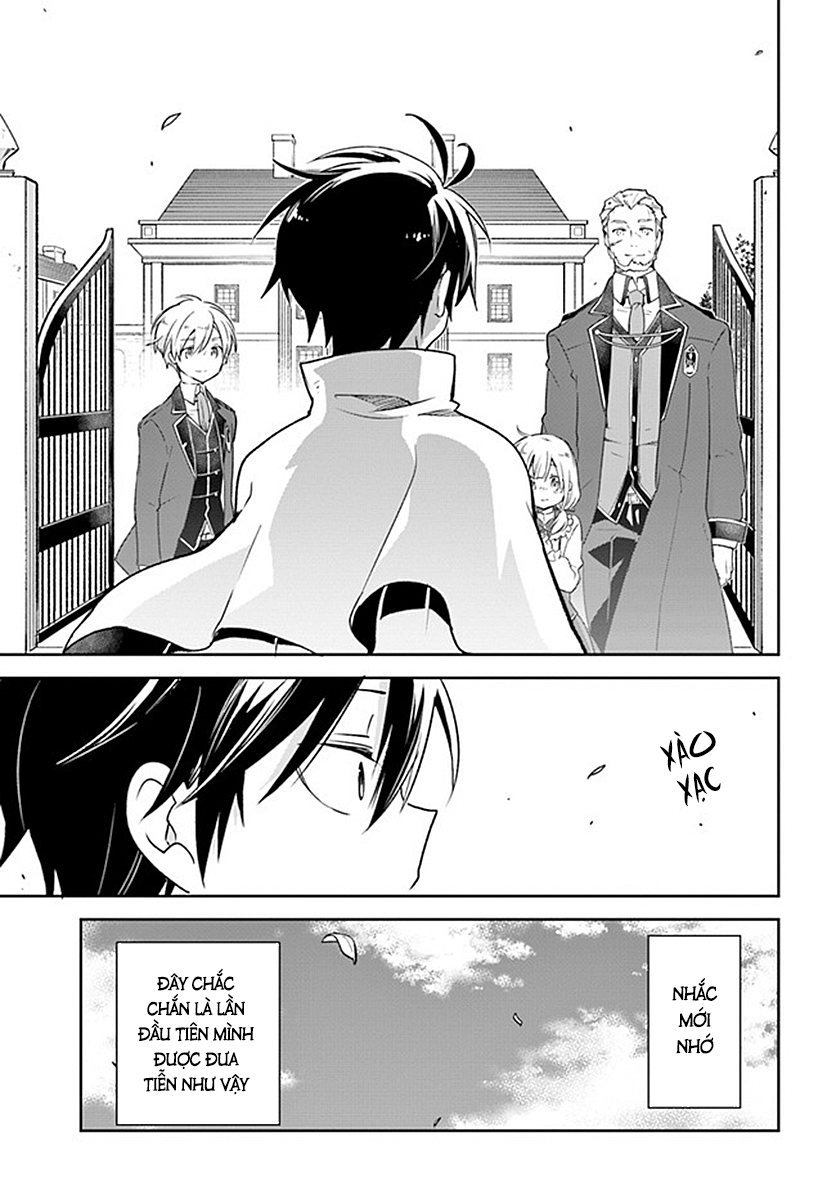 XÀO
XẠC
NHẮC
MỚI
NHỚ
ĐÂY CHẮC
CHẮN LÀ LẦN
ĐẦU TIÊN MÌNH
ĐƯỢC ĐƯA
TIỄN NHƯ VẬY